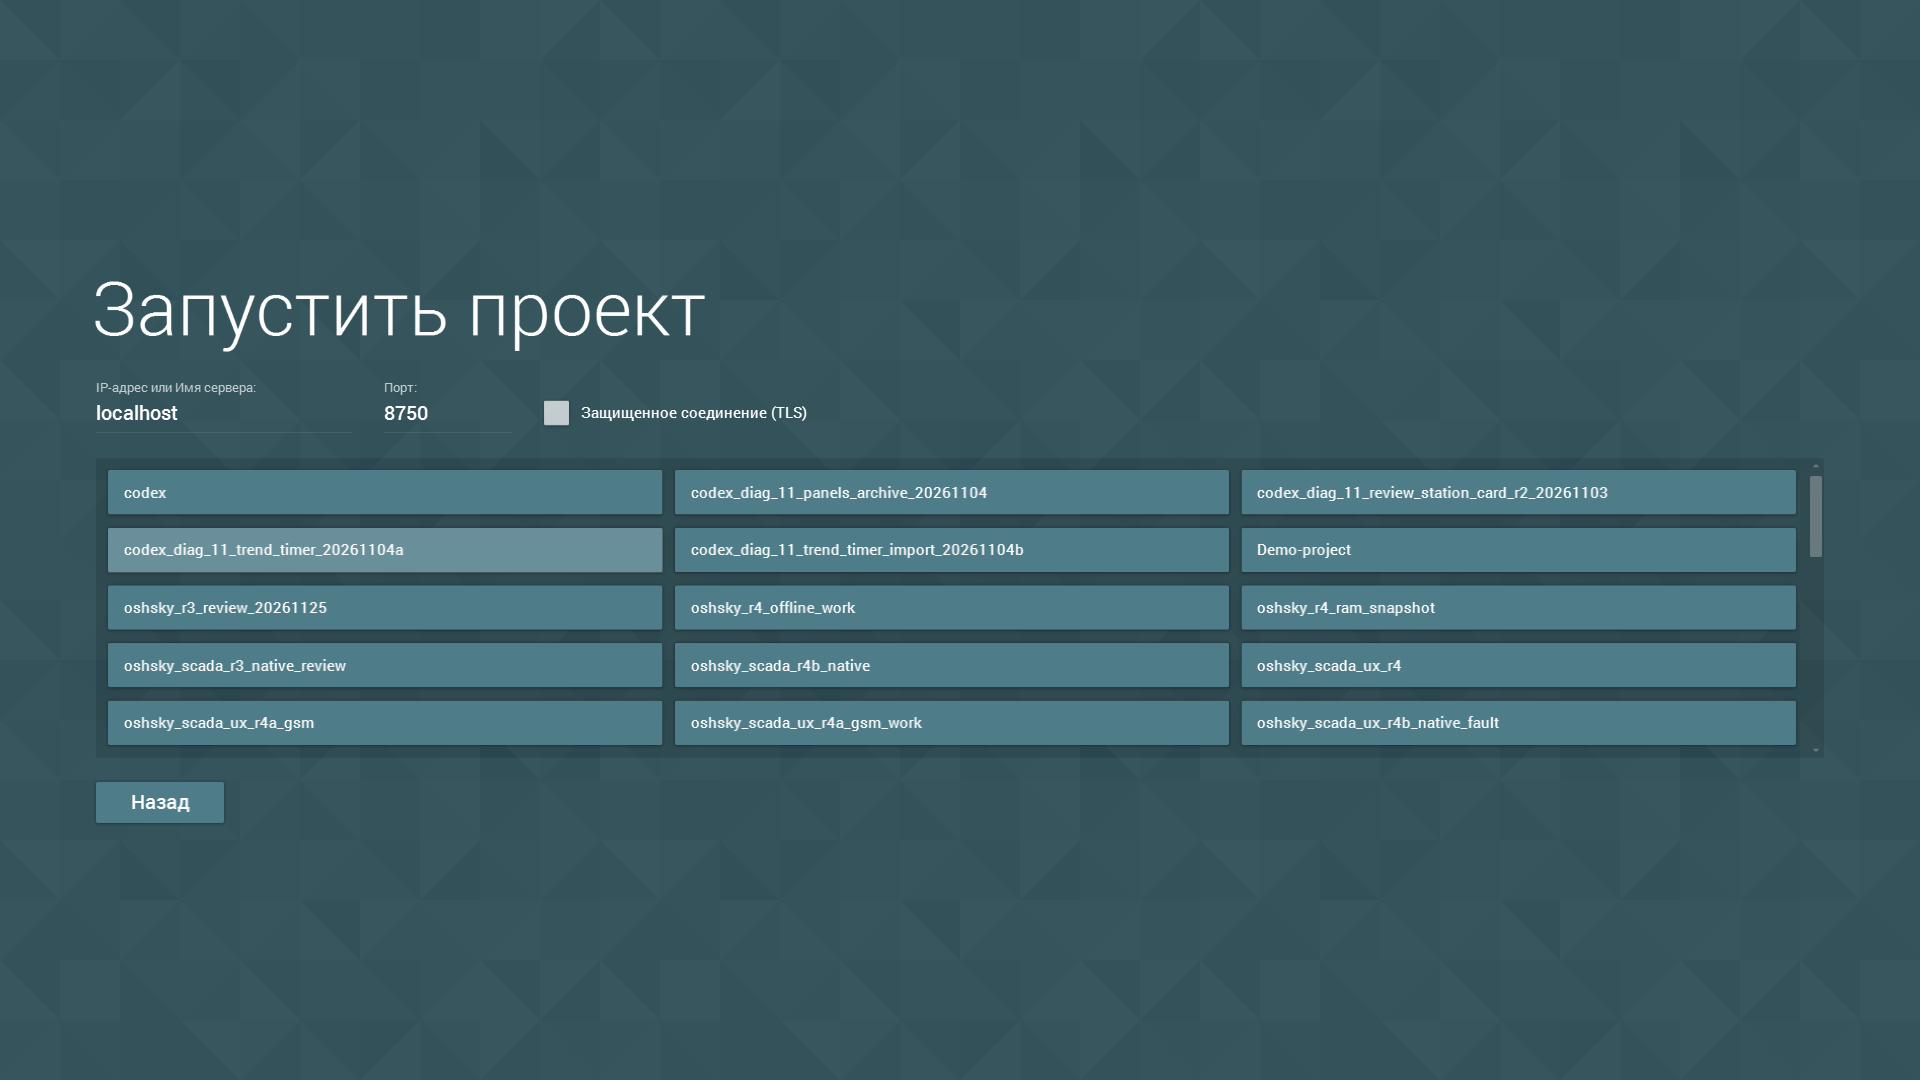 Запустить проект
IP-адрес или Имя сервера:
Порт:
localhost
8750
Защищенное соединение (TLS)
codex
codex_diag_11_panels_archive_20261104
codex_diag_11_review_station_card_r2_20261103
codex_diag_11_trend_timer_20261104a
codex_diag_11_trend_timer_import_20261104b
Demo-project
oshsky_r3_review_20261125
oshsky_r4_offline_work
oshsky_r4_ram_snapshot
oshsky_scada_r3_native_review
oshsky_scada_r4b_native
oshsky_scada_ux_r4
oshsky_scada_ux_r4a_gsm
oshsky_scada_ux_r4a_gsm_work
oshsky_scada_ux_r4b_native_fault
Назад